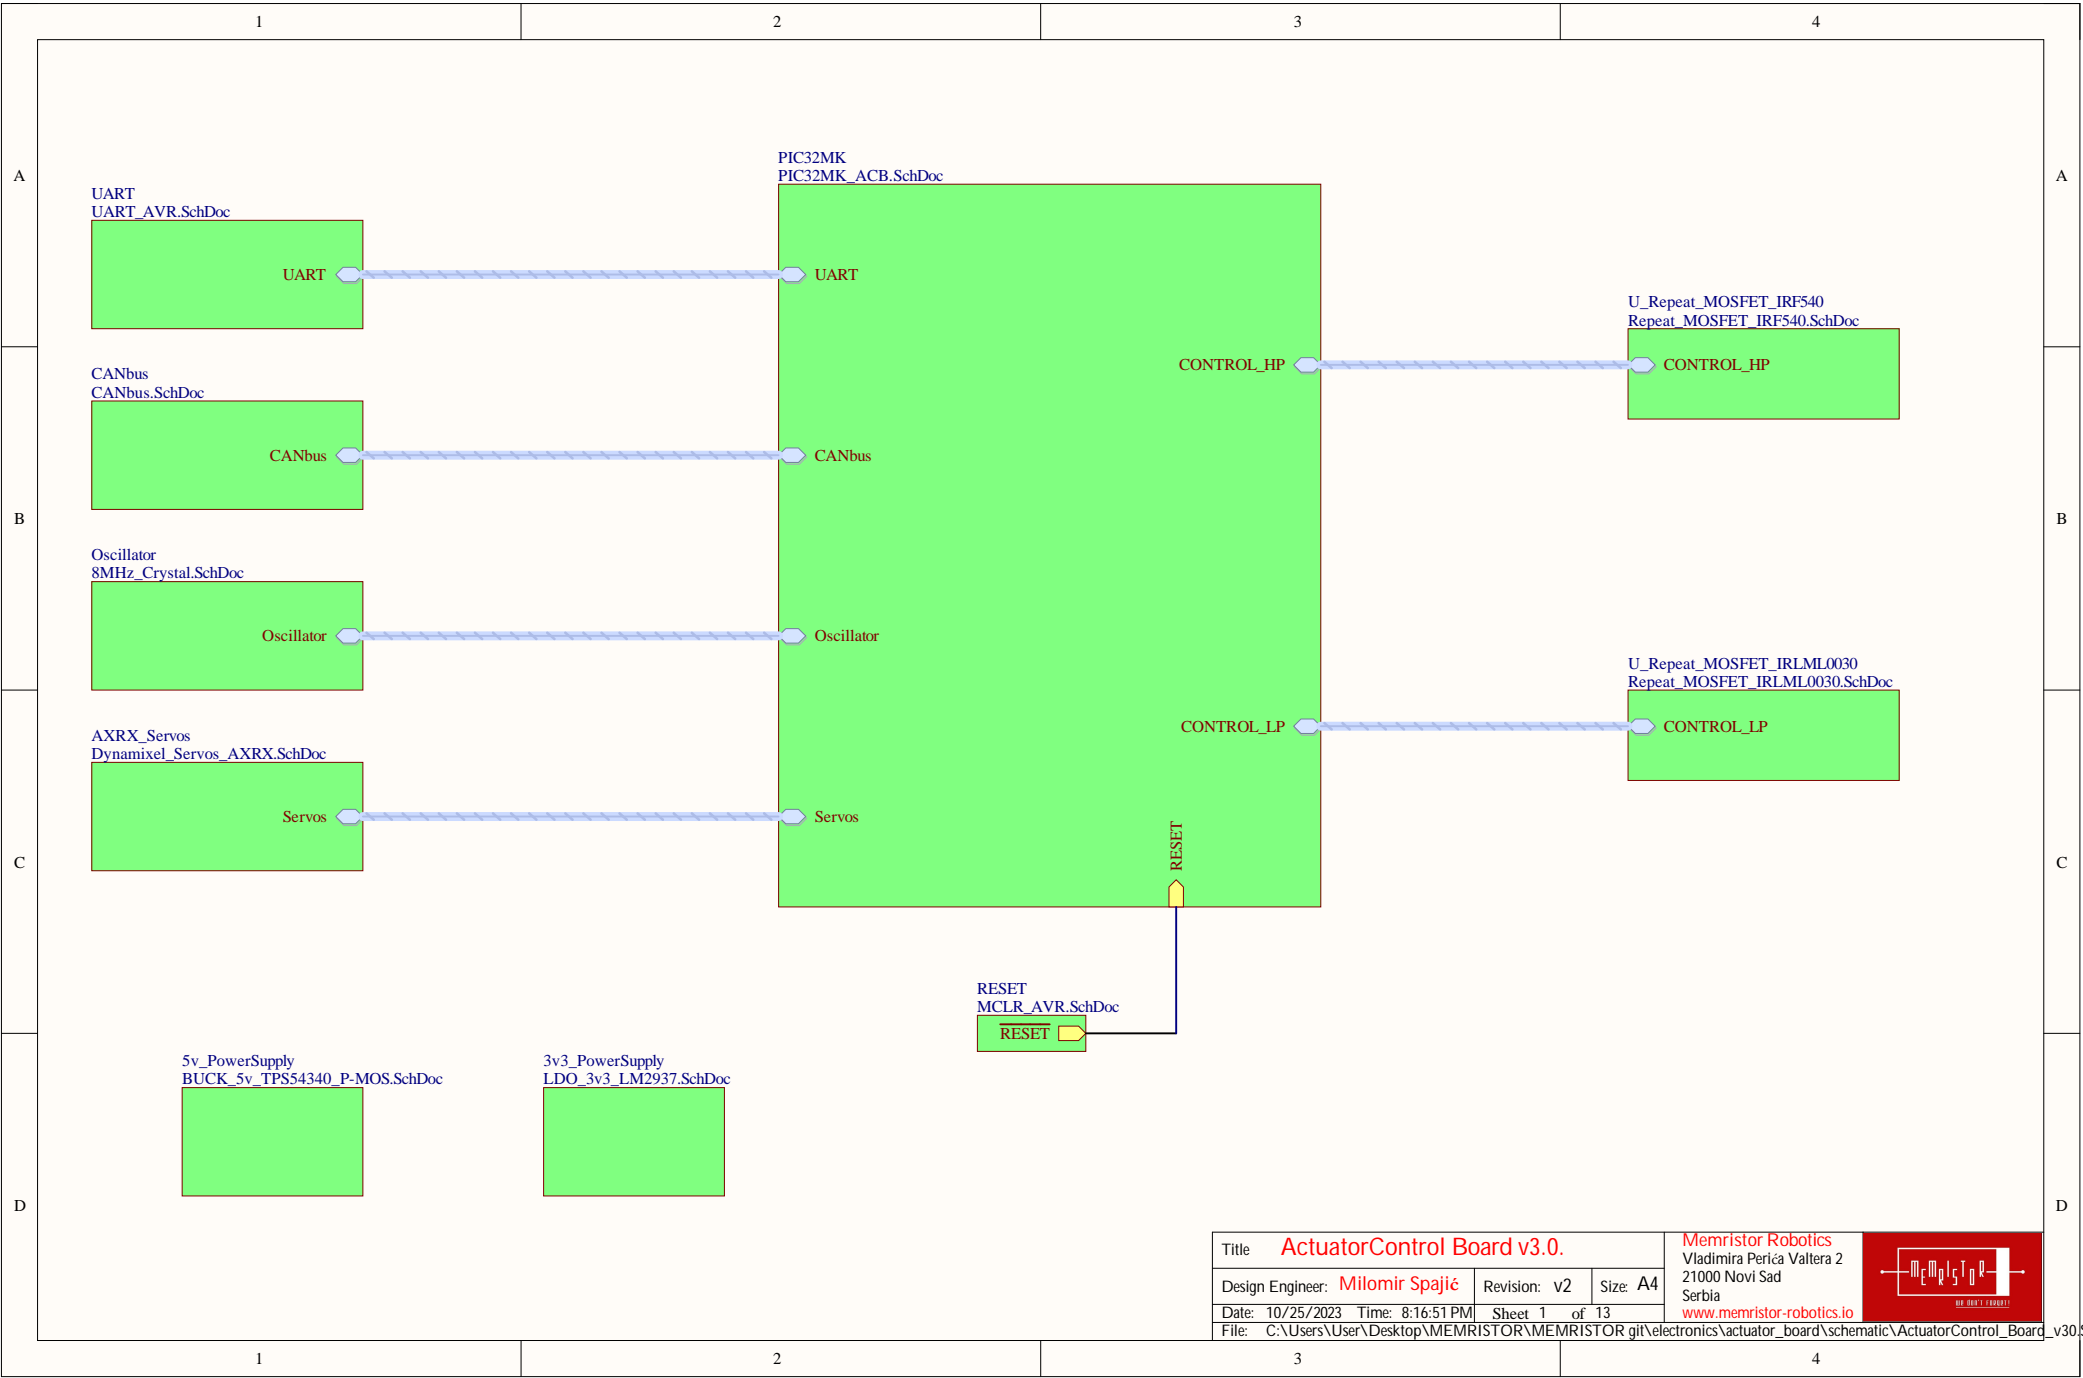 1 2 3 4
A A
B B
C C
D D
PIC32MK
PIC32MK_ACB.SchDoc
UART
UART_AVR.SchDoc
UART UART
U_Repeat_MOSFET_IRF540
Repeat_MOSFET_IRF540.SchDoc
CONTROL_HP CONTROL_HP
CANbus
CANbus.SchDoc
CANbus CANbus
Oscillator
8MHz_Crystal.SchDoc
Oscillator Oscillator
U_Repeat_MOSFET_IRLML0030
Repeat_MOSFET_IRLML0030.SchDoc
CONTROL_LP CONTROL_LP
AXRX_Servos
Dynamixel_Servos_AXRX.SchDoc
Servos Servos
RESET
RESET
MCLR_AVR.SchDoc
RESET
5v_PowerSupply
BUCK_5v_TPS54340_P-MOS.SchDoc
3v3_PowerSupply
LDO_3v3_LM2937.SchDoc
Title ActuatorControl Board v3.0.
Design Engineer: Milomir Spajić Revision: v2 Size: A4
Date: 10/25/2023 Time: 8:16:51 PM Sheet 1 of 13
File: C:\Users\User\Desktop\MEMRISTOR\MEMRISTOR git\electronics\actuator_board\schematic\ActuatorControl_Board_v30.S
Memristor Robotics
Vladimira Perića Valtera 2
21000 Novi Sad
Serbia
www.memristor-robotics.io
MEMRISTOR
WE DON'T FORGET!
1 2 3 4